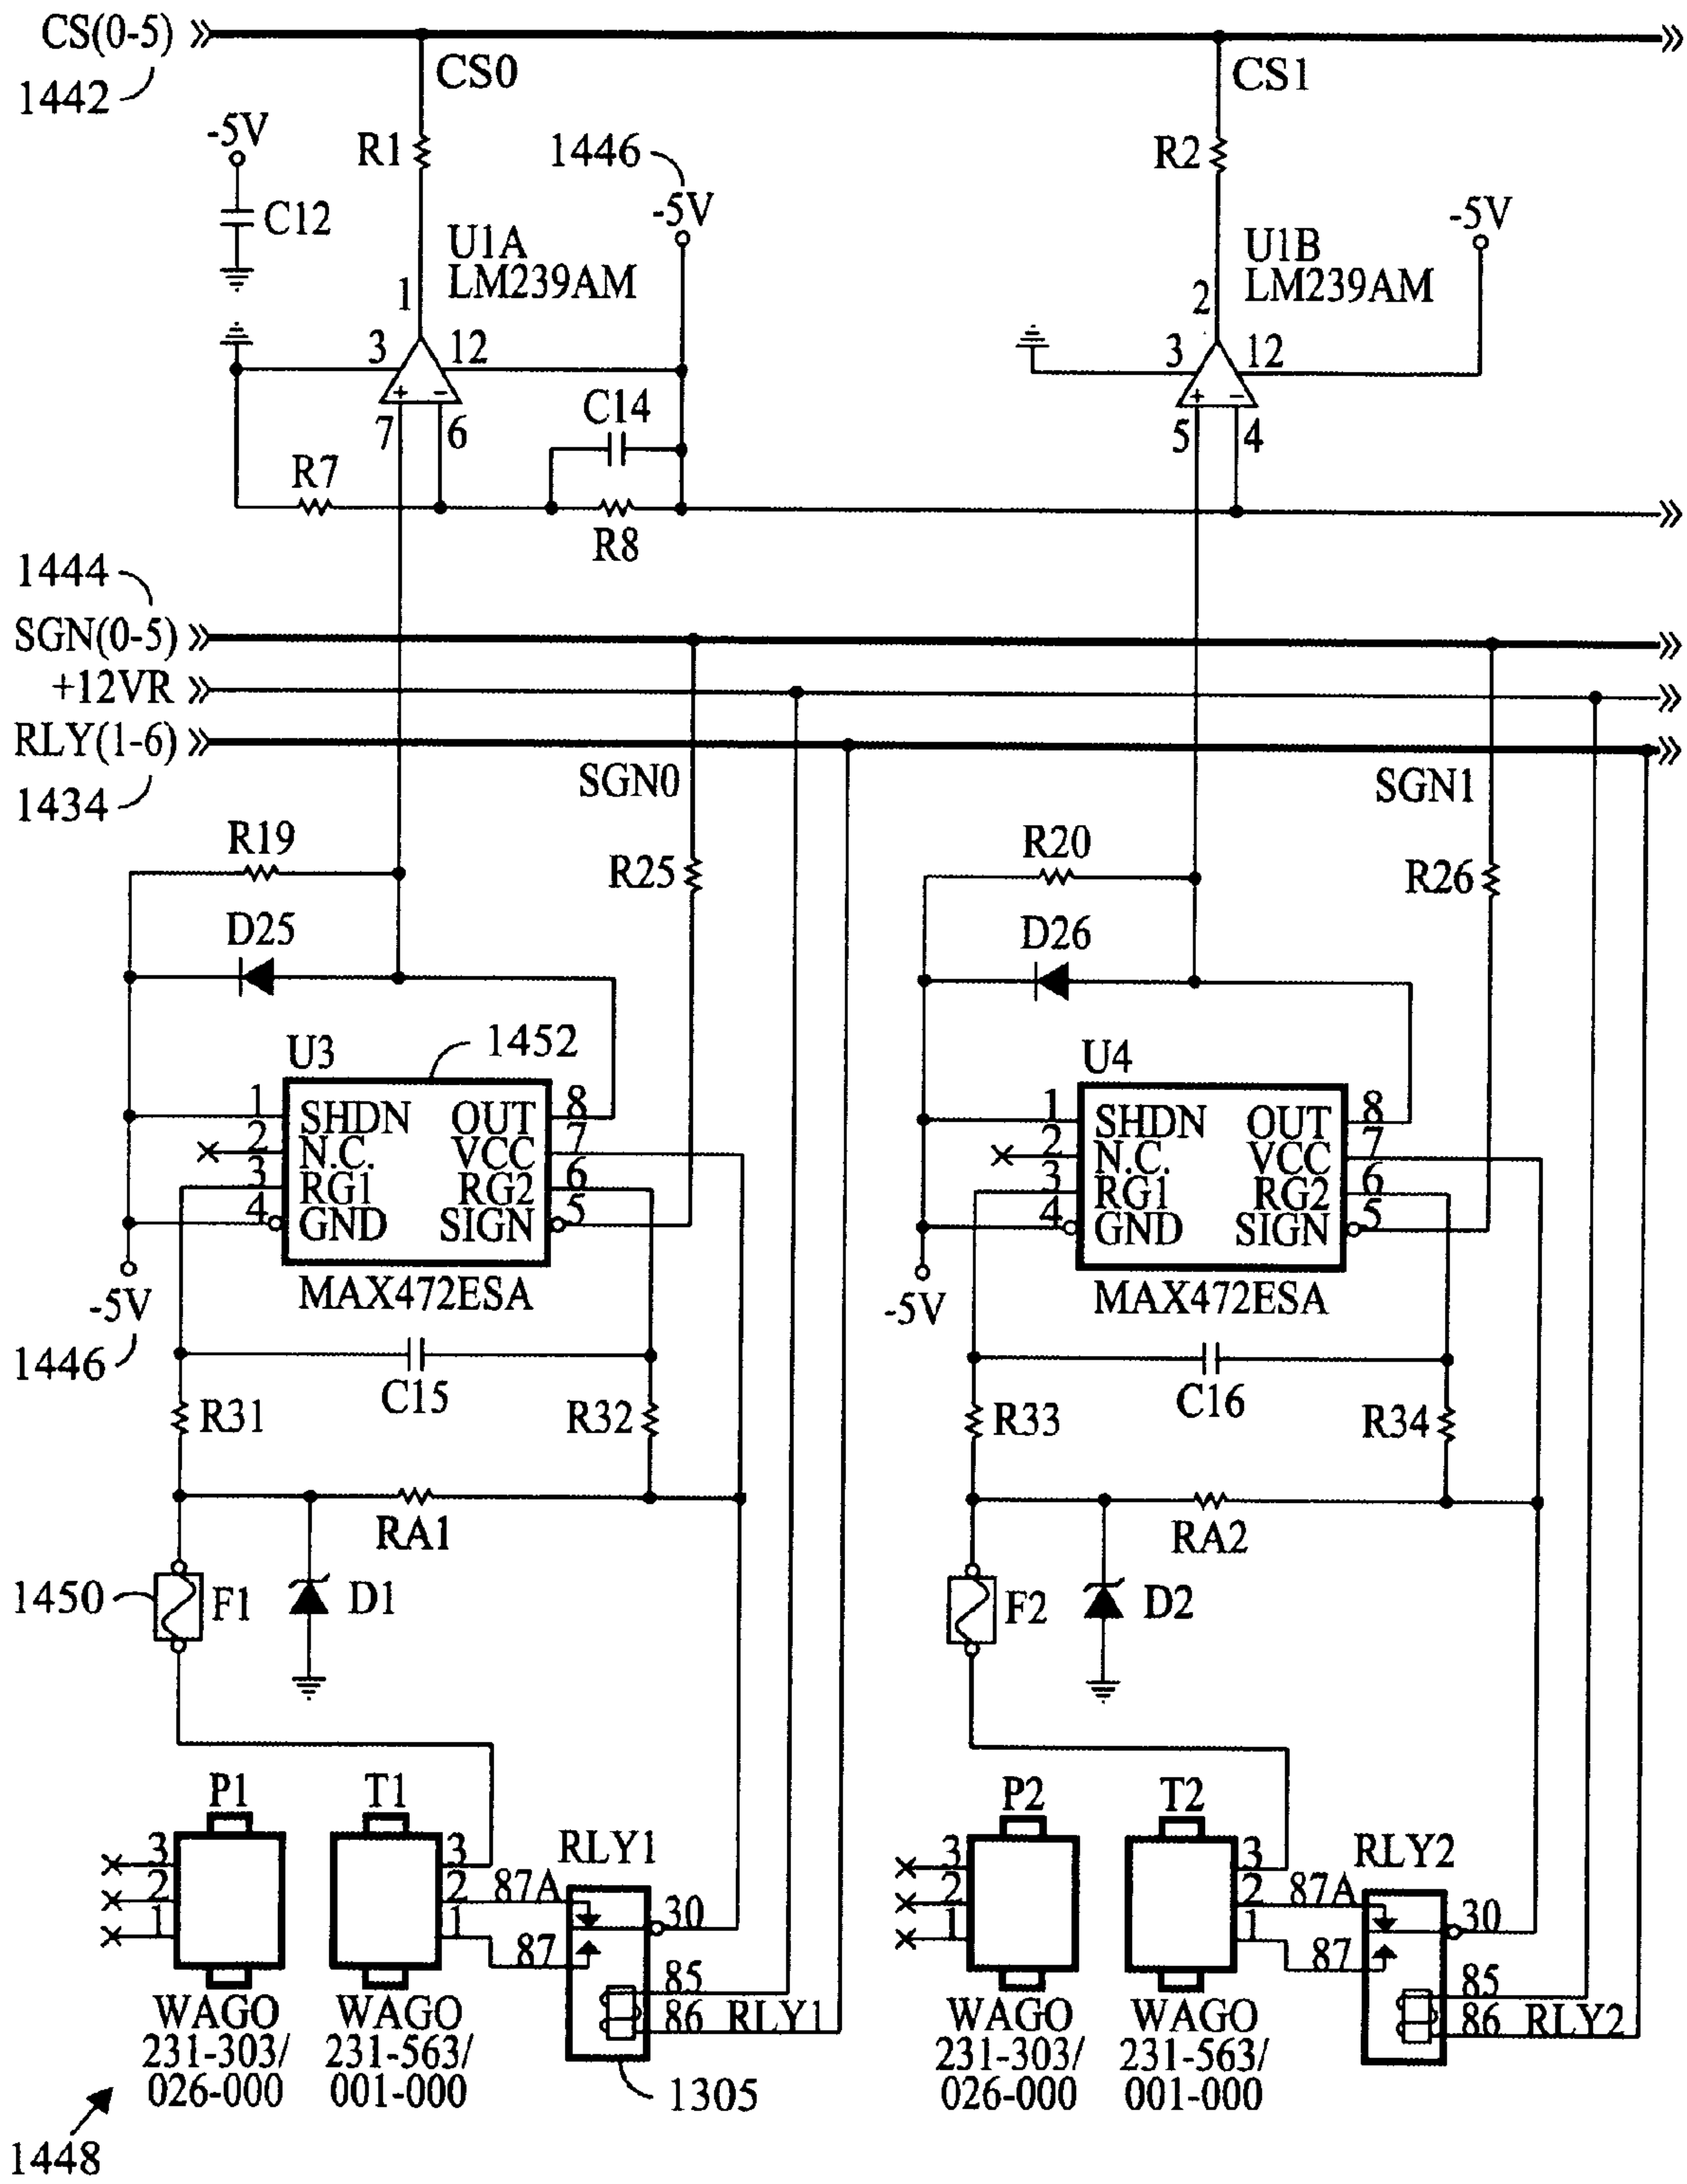 CS(0-5)
1442
CS0
CS1
-5V
C12
R1
1446
-5V
R2
-5V
U1A
LM239AM
U1B
LM239AM
1
2
3
12
3
12
+ -
+ -
7
6
5
4
C14
R7
R8
1444
SGN(0-5)
+12VR
RLY(1-6)
1434
SGN0
SGN1
R19
R25
R20
R26
D25
D26
U3
1452
U4
1 SHDN OUT 8
2 N.C. VCC 7
3 RG1 RG2 6
4 GND SIGN 5
MAX472ESA
-5V
1446
1 SHDN OUT 8
2 N.C. VCC 7
3 RG1 RG2 6
4 GND SIGN 5
MAX472ESA
-5V
C15
C16
R31
R32
R33
R34
RA1
RA2
1450
F1
D1
F2
D2
P1
T1
P2
T2
3
2
1
3
2
1
RLY1
87A
87
30
85
86 RLY1
3
2
1
3
2
1
RLY2
87A
87
30
85
86 RLY2
WAGO
231-303/
026-000
WAGO
231-563/
001-000
1305
WAGO
231-303/
026-000
WAGO
231-563/
001-000
1448